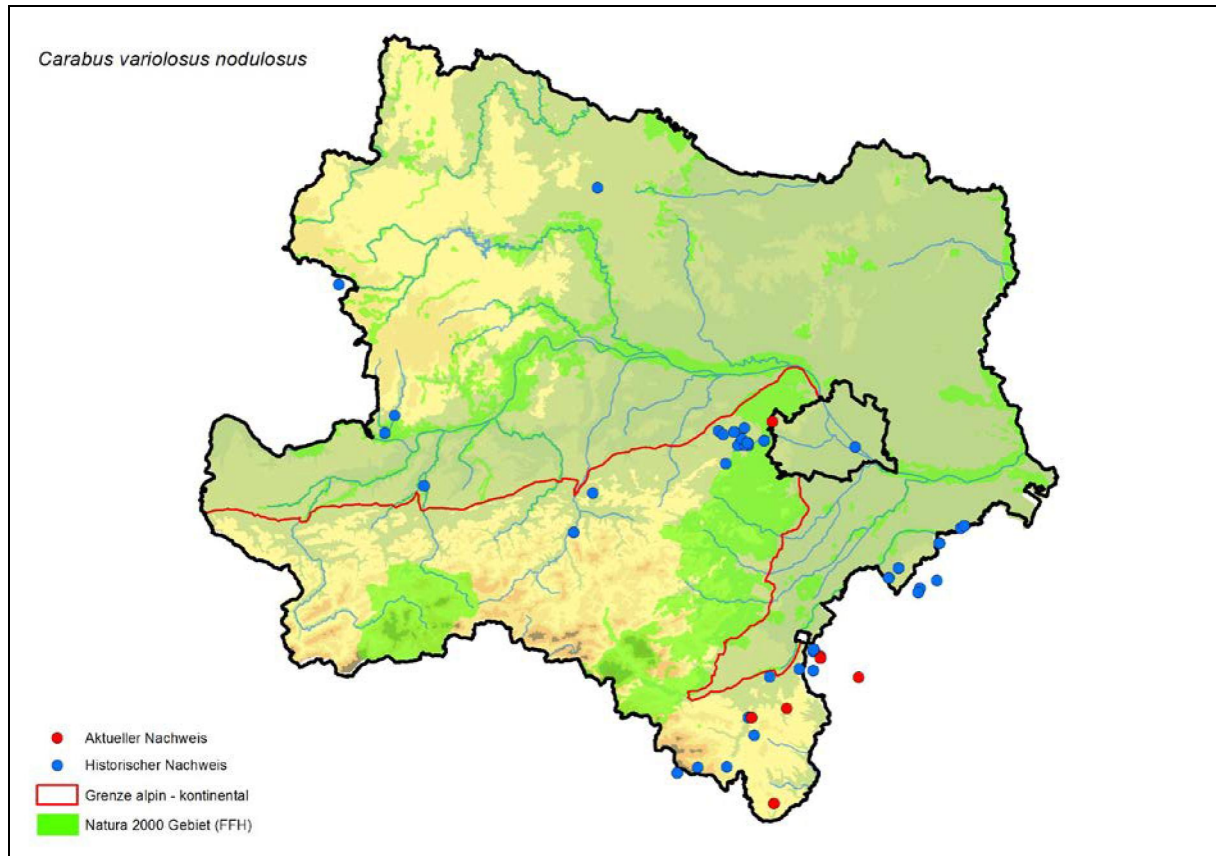 Carabus variolosus nodulosus
Aktueller Nachweis
Historischer Nachweis
Grenze alpin - kontinental
Natura 2000 Gebiet (FFH)